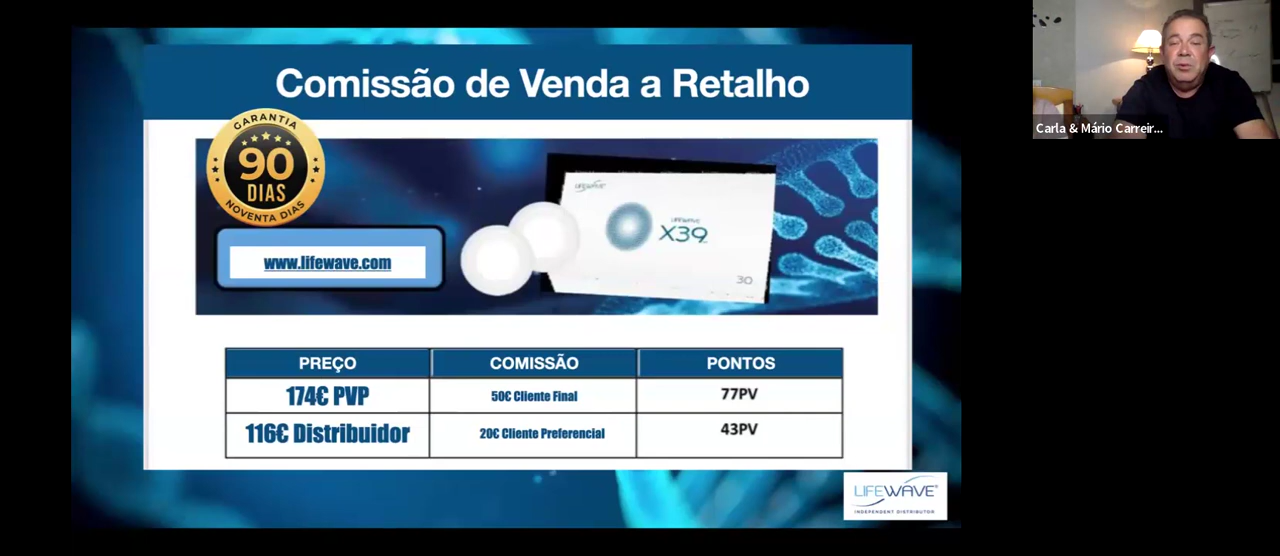 Comissão de Venda a Retalho
GARANTIA
90
DIAS
NOVENTA DIAS
www.lifewave.com
LIFEWAVE
LIFEWAVE
X39
30
PREÇO COMISSÃO PONTOS
174€ PVP 50€ Cliente Final 77PV
116€ Distribuidor 20€ Cliente Preferencial 43PV
LIFEWAVE®
INDEPENDENT DISTRIBUTOR
Carla & Mário Carreir...